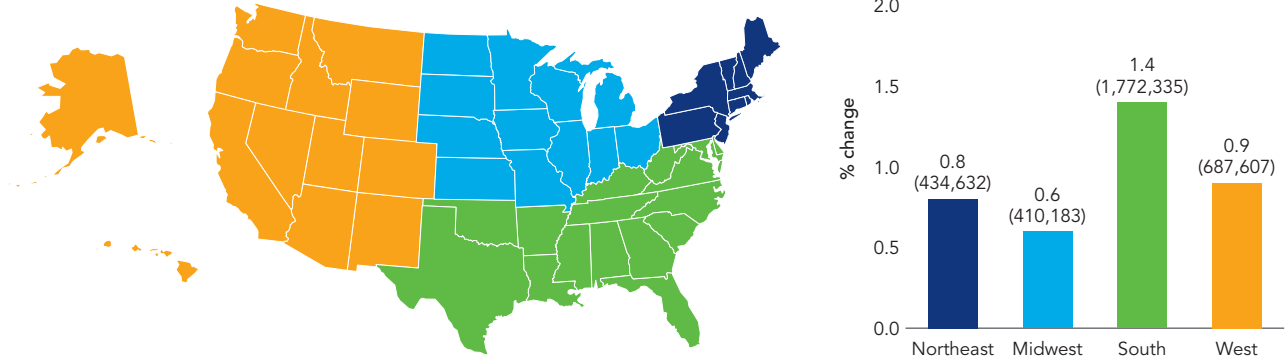 % change
2.0
1.5
1.0
0.5
0.0
0.8
(434,632)
0.6
(410,183)
1.4
(1,772,335)
0.9
(687,607)
Northeast
Midwest
South
West